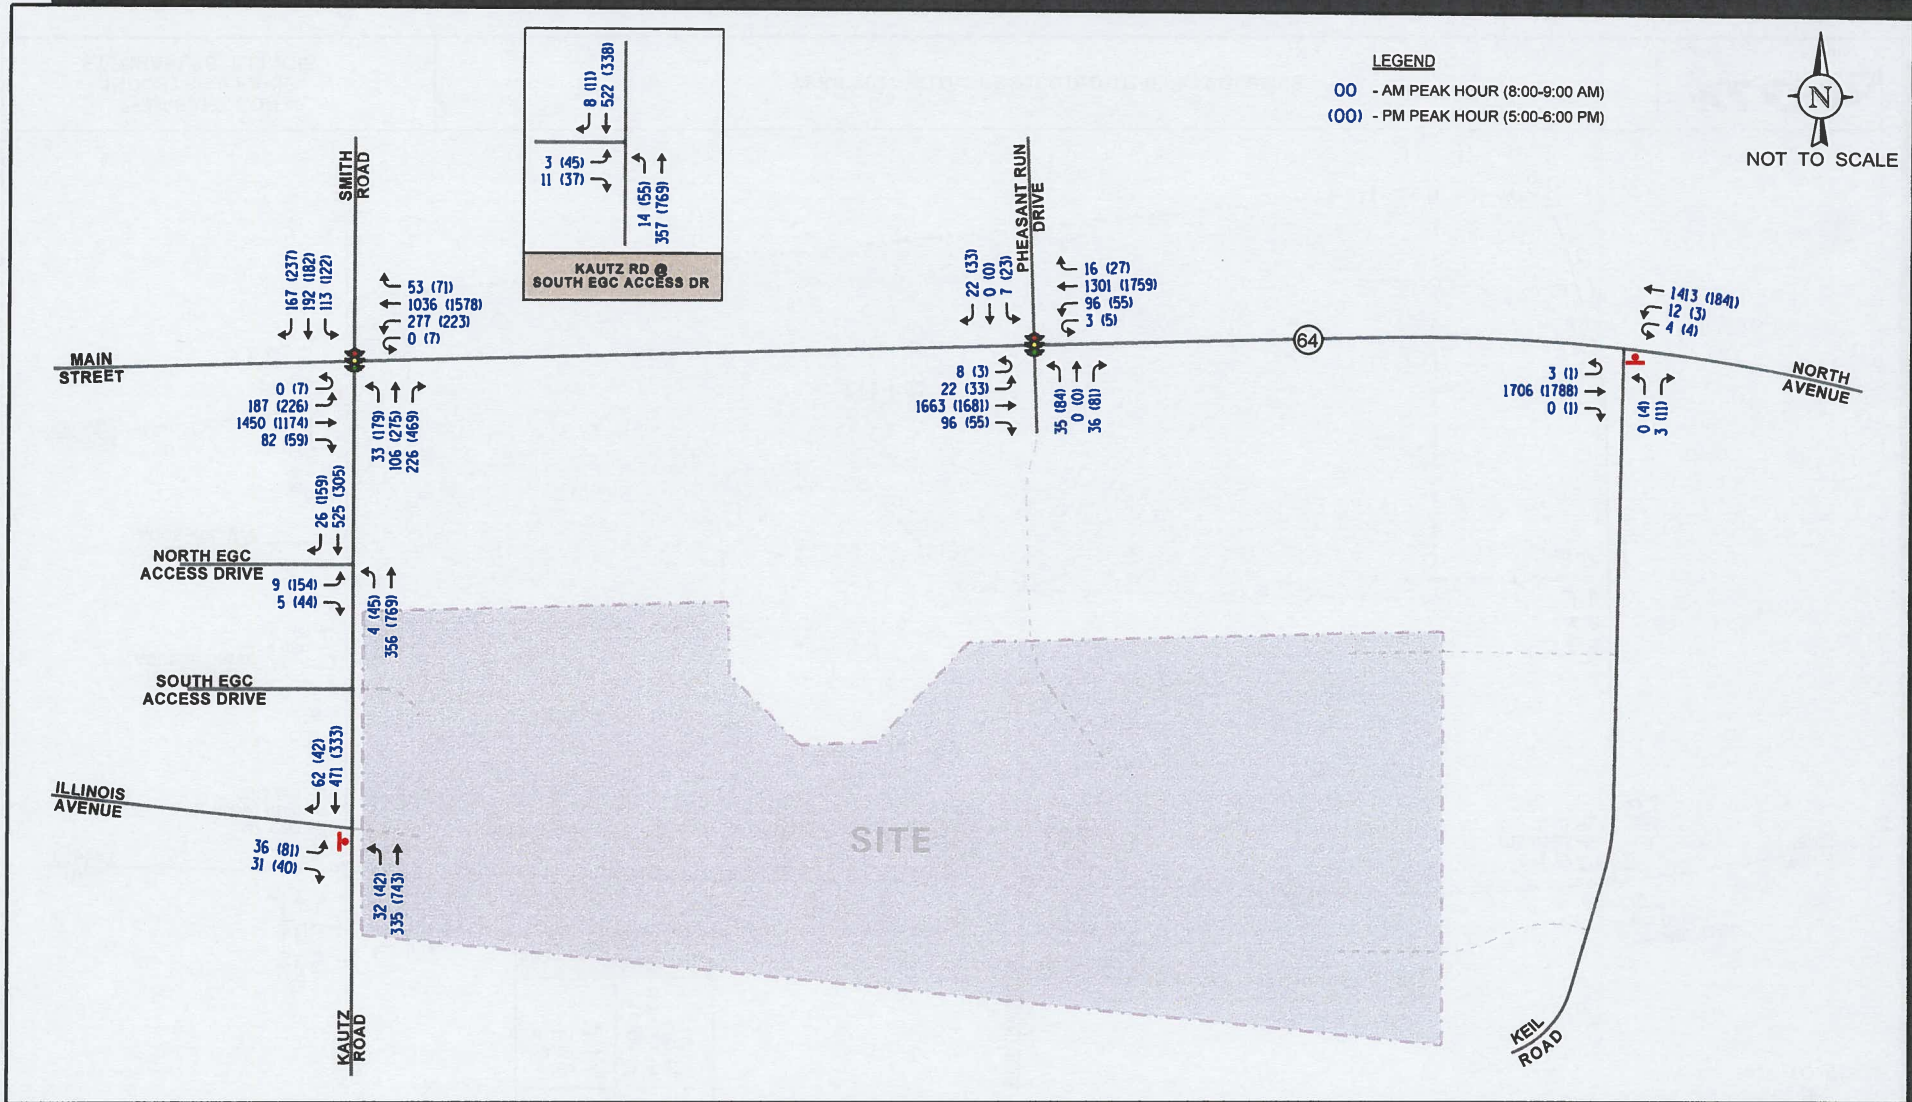 8 (11)
522 (338)
3 (45)
11 (37)
14 (55)
357 (769)
KAUTZ RD @
SOUTH EGC ACCESS DR
LEGEND
00 - AM PEAK HOUR (8:00-9:00 AM)
(00) - PM PEAK HOUR (5:00-6:00 PM)
N
NOT TO SCALE
SMITH
ROAD
167 (237)
192 (182)
113 (122)
53 (71)
1036 (1578)
277 (223)
0 (7)
MAIN
STREET
0 (7)
187 (226)
1450 (1174)
82 (59)
33 (179)
106 (275)
226 (469)
PHEASANT RUN
DRIVE
22 (33)
0 (0)
7 (23)
16 (27)
1301 (1759)
96 (55)
3 (5)
8 (3)
22 (33)
1663 (1681)
96 (55)
35 (84)
0 (0)
36 (81)
64
1413 (1841)
12 (3)
4 (4)
3 (1)
1706 (1788)
0 (1)
0 (4)
3 (11)
NORTH
AVENUE
26 (159)
525 (305)
NORTH EGC
ACCESS DRIVE
9 (154)
5 (44)
4 (45)
356 (769)
SOUTH EGC
ACCESS DRIVE
62 (42)
471 (333)
ILLINOIS
AVENUE
36 (81)
31 (40)
32 (42)
335 (743)
SITE
KAUTZ
ROAD
KEIL
ROAD